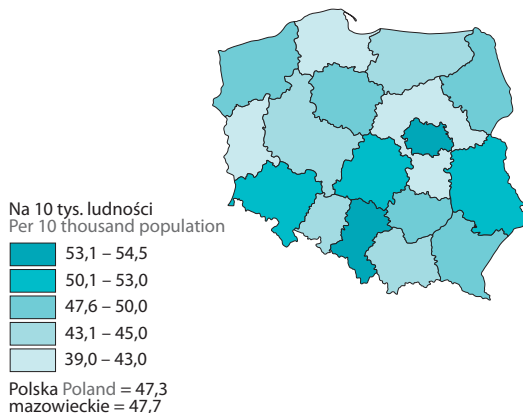 Na 10 tys. ludności
Per 10 thousand population
53,1 – 54,5
50,1 – 53,0
47,6 – 50,0
43,1 – 45,0
39,0 – 43,0
Polska Poland = 47,3
mazowieckie = 47,7